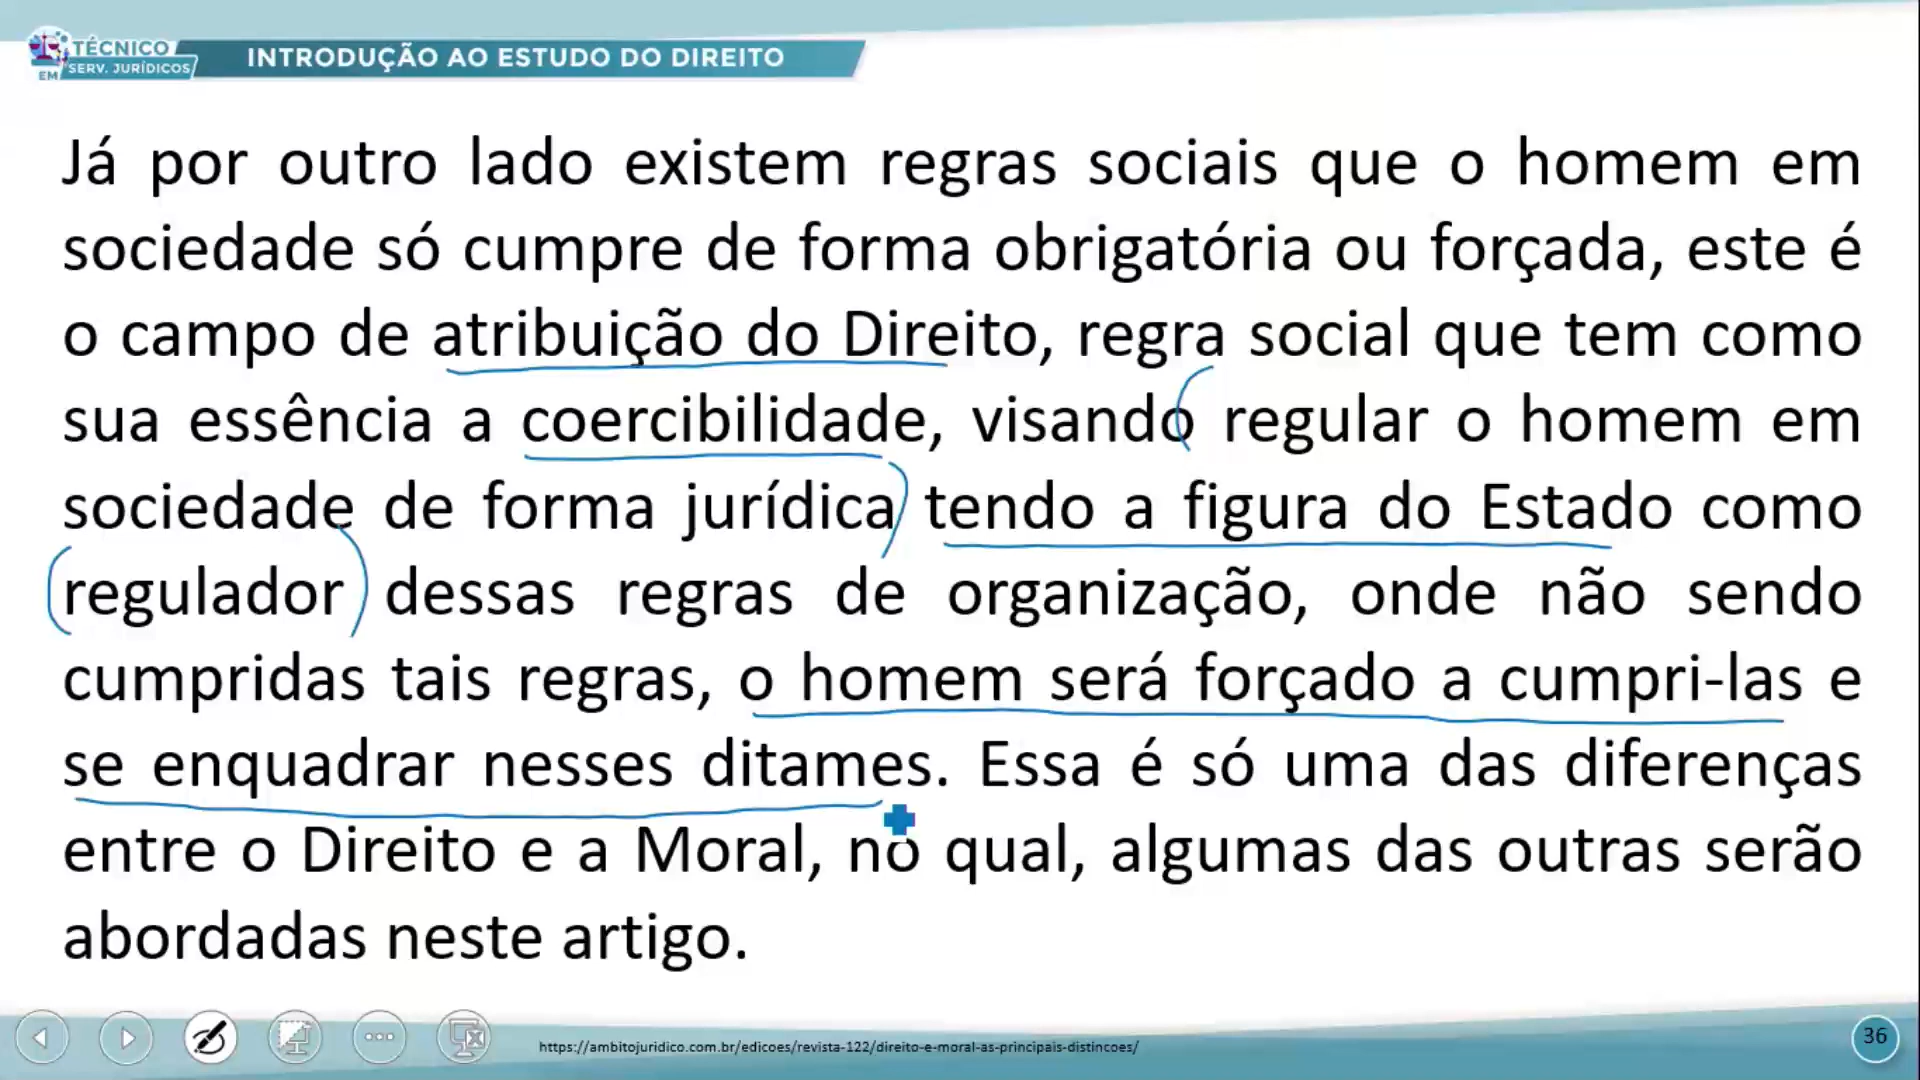 TÉCNICO
EM SERV. JURÍDICOS
INTRODUÇÃO AO ESTUDO DO DIREITO
Já por outro lado existem regras sociais que o homem em
sociedade só cumpre de forma obrigatória ou forçada, este é
o campo de atribuição do Direito, regra social que tem como
sua essência a coercibilidade, visando regular o homem em
sociedade de forma jurídica tendo a figura do Estado como
regulador dessas regras de organização, onde não sendo
cumpridas tais regras, o homem será forçado a cumpri-las e
se enquadrar nesses ditames. Essa é só uma das diferenças
entre o Direito e a Moral, no qual, algumas das outras serão
abordadas neste artigo.
https://ambitojuridico.com.br/edicoes/revista-122/direito-e-moral-as-principais-distincoes/
36